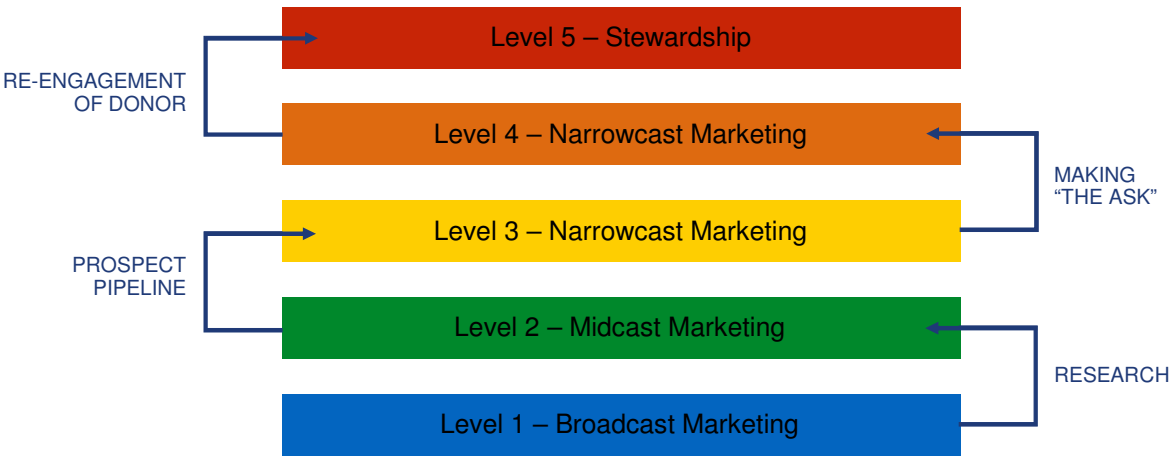 Level 5 – Stewardship
RE-ENGAGEMENT
OF DONOR
Level 4 – Narrowcast Marketing
MAKING
“THE ASK”
Level 3 – Narrowcast Marketing
PROSPECT
PIPELINE
Level 2 – Midcast Marketing
RESEARCH
Level 1 – Broadcast Marketing